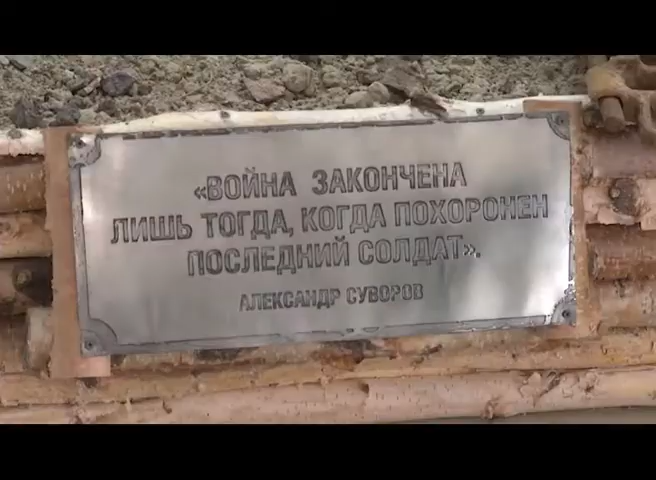 «ВОЙНА ЗАКОНЧЕНА
ЛИШЬ ТОГДА, КОГДА ПОХОРОНЕН
ПОСЛЕДНИЙ СОЛДАТ».
АЛЕКСАНДР СУВОРОВ